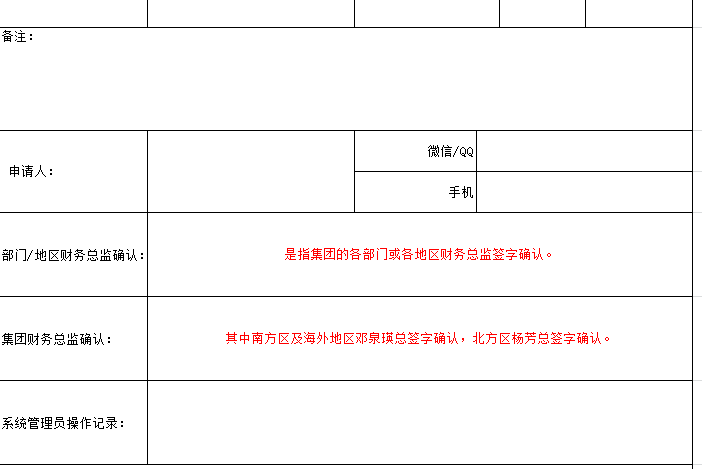 备注：
申请人：
微信/QQ
手机
部门/地区财务总监确认：
是指集团的各部门或各地区财务总监签字确认。
集团财务总监确认：
其中南方区及海外地区邓泉瑛总签字确认，北方区杨芳总签字确认。
系统管理员操作记录：